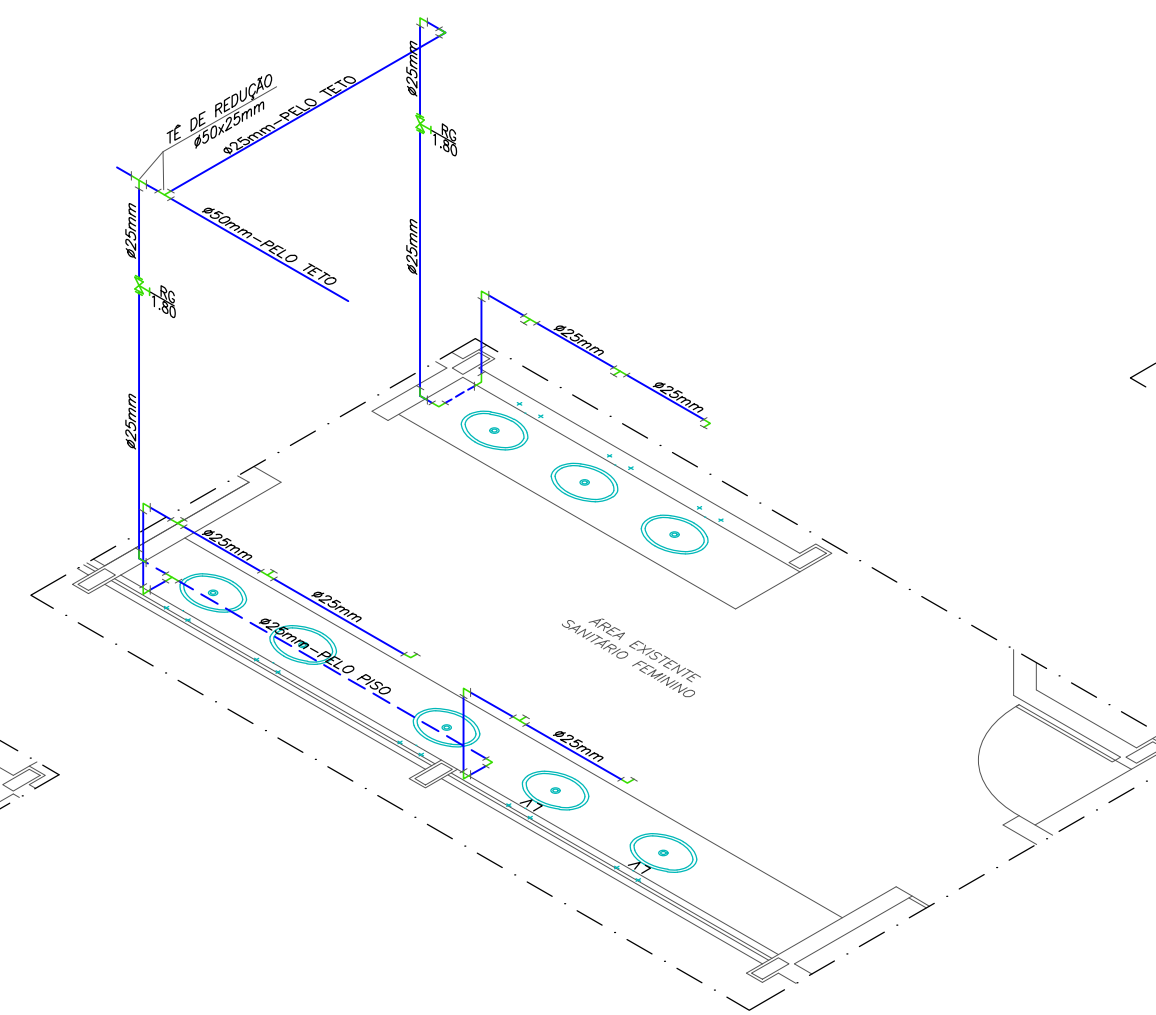 TÊ DE REDUÇÃO
ø50x25mm
ø25mm-PELO TETO
ø25mm
RG
1.80
ø25mm
ø50mm-PELO TETO
ø25mm
RG
1.80
ø25mm
ø25mm
ø25mm
ø25mm
ø25mm
ø25mm-PELO PISO
ÁREA EXISTENTE
SANITÁRIO FEMININO
ø25mm
LV
LV